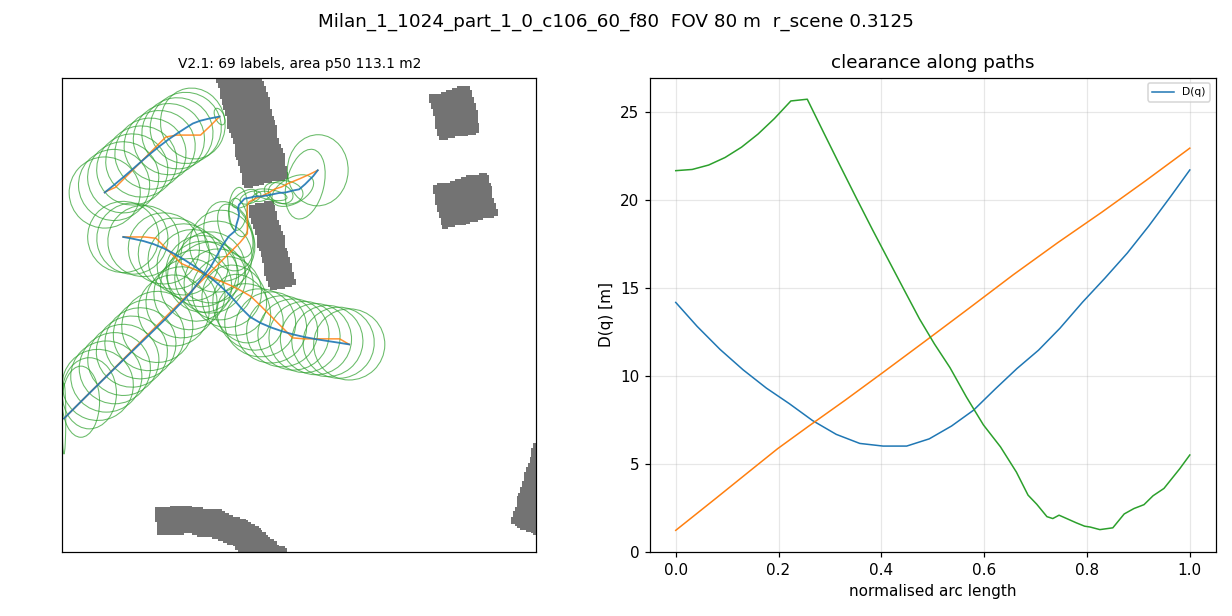 Milan_1_1024_part_1_0_c106_60_f80  FOV 80 m  r_scene 0.3125
V2.1: 69 labels, area p50 113.1 m2
clearance along paths
D(q)
D(q) [m]
25
20
15
10
5
0
0.0 0.2 0.4 0.6 0.8 1.0
normalised arc length